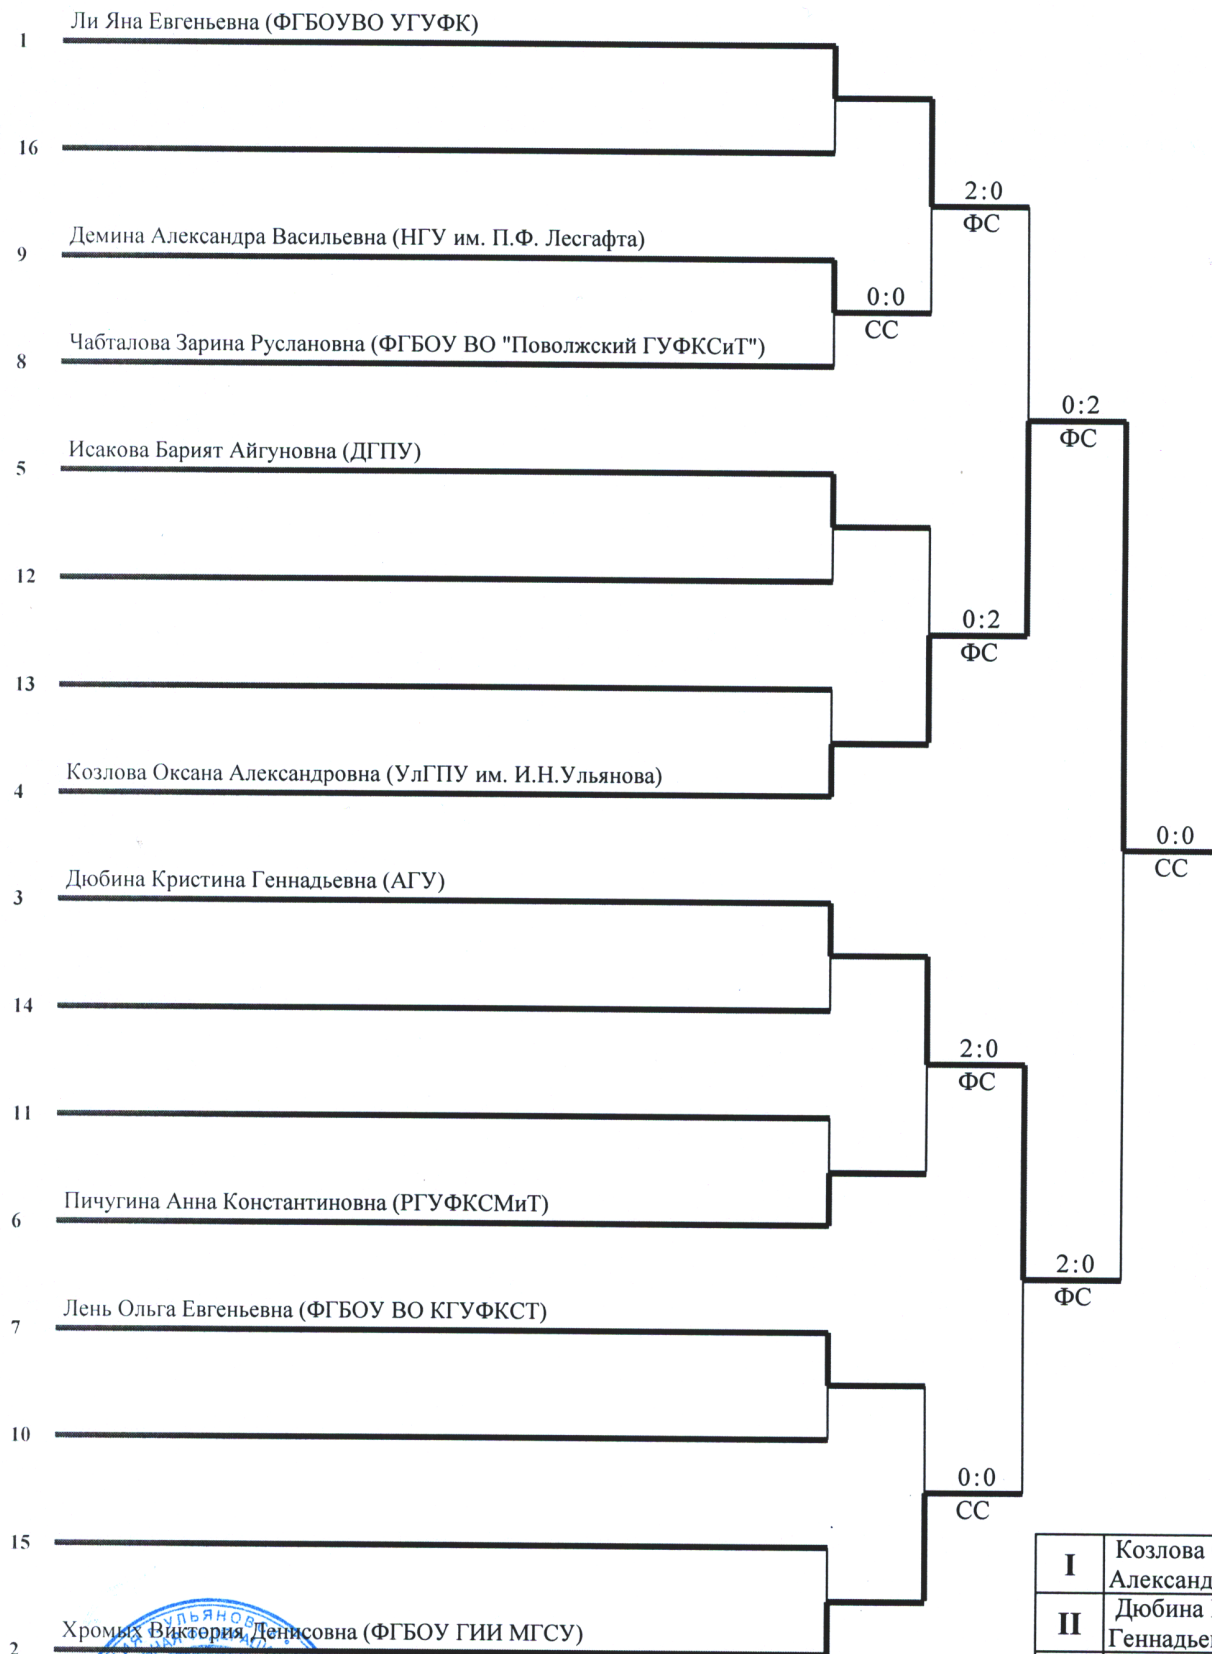 Ли Яна Евгеньевна (ФГБОУВО УГУФК)
1
16
2:0
ФС
Демина Александра Васильевна (НГУ им. П.Ф. Лесгафта)
9
0:0
СС
Чабталова Зарина Руслановна (ФГБОУ ВО "Поволжский ГУФКСиТ")
8
0:2
ФС
Исакова Барият Айгуновна (ДГПУ)
5
12
0:2
ФС
13
Козлова Оксана Александровна (УлГПУ им. И.Н.Ульянова)
4
0:0
СС
Дюбина Кристина Геннадьевна (АГУ)
3
14
2:0
ФС
11
Пичугина Анна Константиновна (РГУФКСМиТ)
6
2:0
ФС
Лень Ольга Евгеньевна (ФГБОУ ВО КГУФКСТ)
7
10
0:0
СС
15
I Козлова
Александ
II Дюбина
Геннадье
Хромых Виктория Денисовна (ФГБОУ ГИИ МГСУ)
2